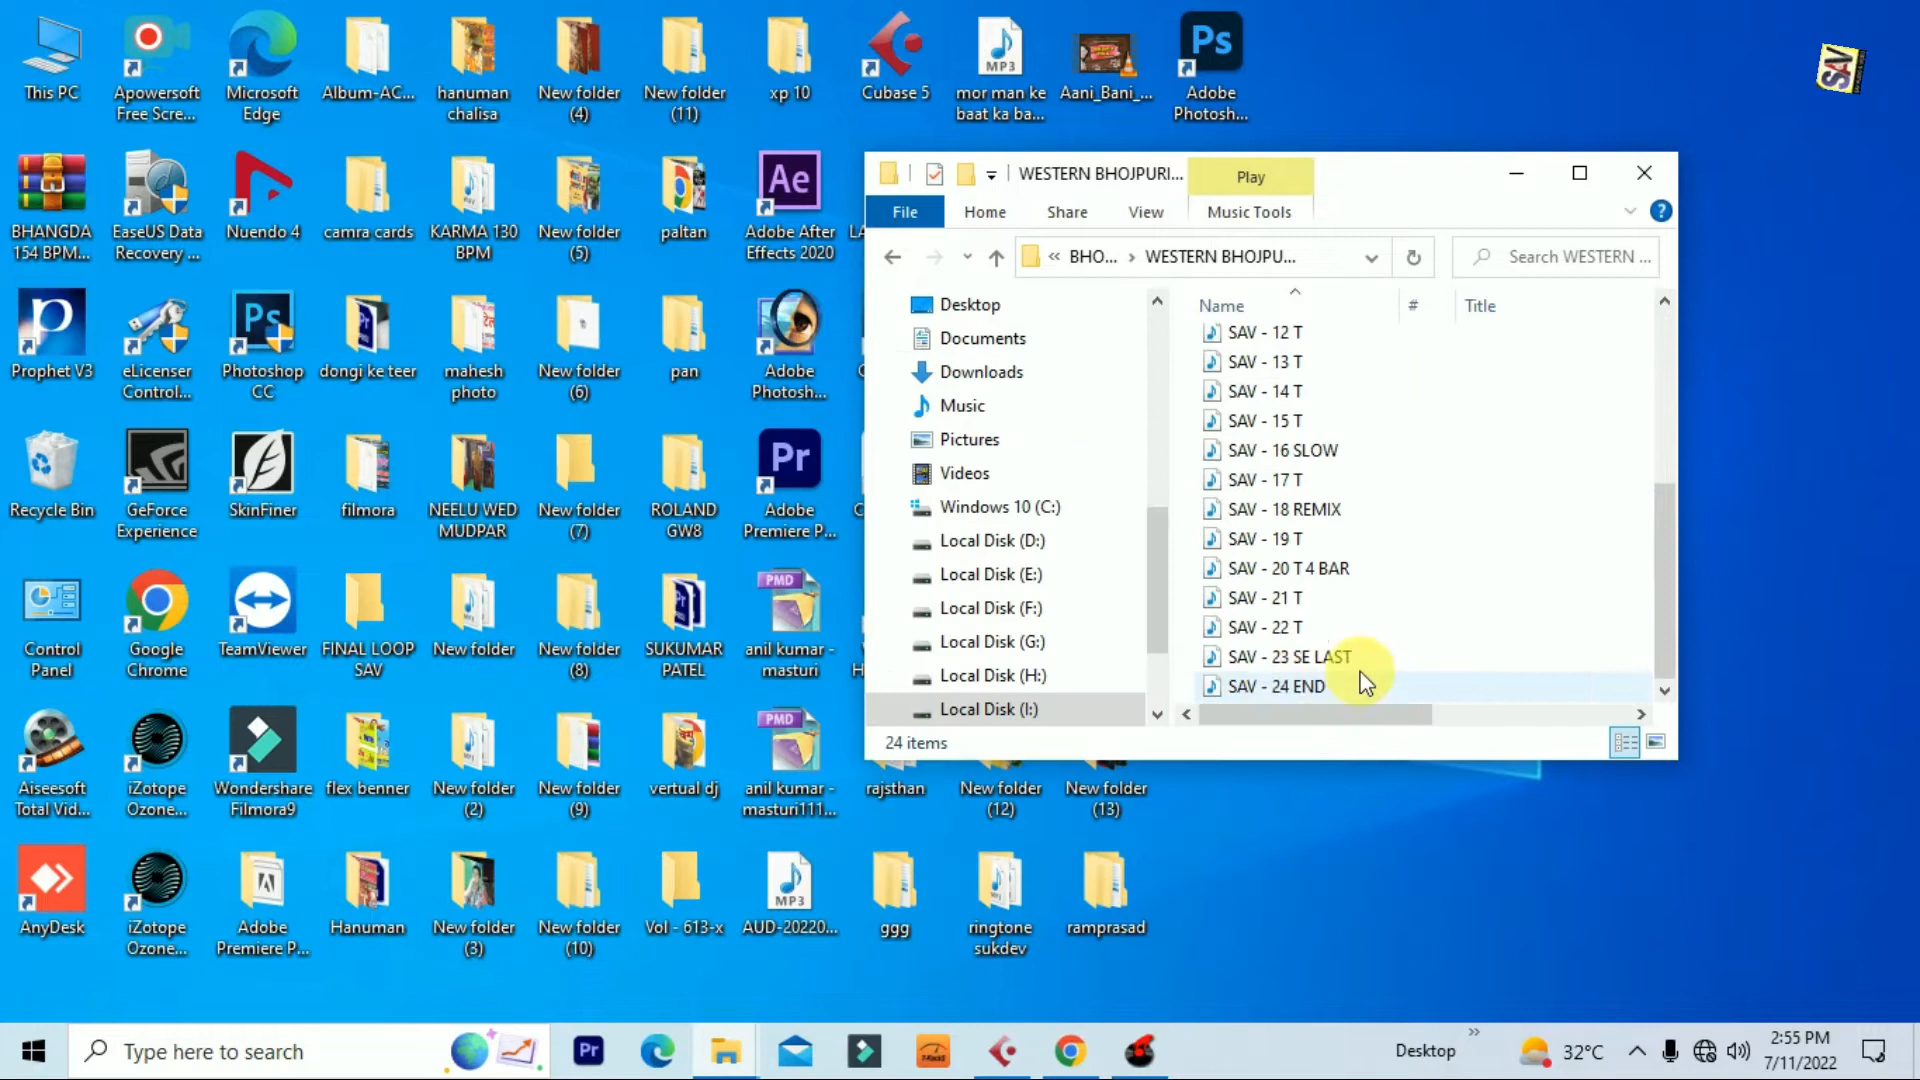 This PC
Apowersoft
Free Scre...
Microsoft
Edge
Album-AC...
hanuman
chalisa
New folder
(4)
New folder
(11)
xp 10
Cubase 5
MP3
mor man ke
baat ka ba...
Aani_Bani_...
Ps
Adobe
Photosh...
SAV
BHANGDA
154 BPM...
EaseUS Data
Recovery ...
Nuendo 4
camra cards
KARMA 130
BPM
New folder
(5)
paltan
Ae
Adobe After
Effects 2020
Prophet V3
eLicenser
Control...
Ps
Photoshop
CC
dongi ke teer
mahesh
photo
New folder
(6)
pan
Adobe
Photosh...
Recycle Bin
GeForce
Experience
SkinFiner
filmora
NEELU WED
MUDPAR
New folder
(7)
ROLAND
GW8
Pr
Adobe
Premiere P...
Control
Panel
Google
Chrome
TeamViewer
FINAL LOOP
SAV
New folder
New folder
(8)
SUKUMAR
PATEL
PMD
anil kumar -
masturi
Aiseesoft
Total Vid...
iZotope
Ozone...
Wondershare
Filmora9
flex benner
New folder
(2)
New folder
(9)
vertual dj
PMD
anil kumar -
masturi111...
rajsthan
New folder
(12)
New folder
(13)
AnyDesk
iZotope
Ozone...
Adobe
Premiere P...
Hanuman
New folder
(3)
New folder
(10)
Vol - 613-x
MP3
AUD-20220...
ggg
ringtone
sukdev
ramprasad
WESTERN BHOJPURI...
Play
File
Home
Share
View
Music Tools
« BHO... › WESTERN BHOJPU...
Search WESTERN ...
Desktop
Documents
Downloads
Music
Pictures
Videos
Windows 10 (C:)
Local Disk (D:)
Local Disk (E:)
Local Disk (F:)
Local Disk (G:)
Local Disk (H:)
Local Disk (I:)
Name
#
Title
SAV - 12 T
SAV - 13 T
SAV - 14 T
SAV - 15 T
SAV - 16 SLOW
SAV - 17 T
SAV - 18 REMIX
SAV - 19 T
SAV - 20 T 4 BAR
SAV - 21 T
SAV - 22 T
SAV - 23 SE LAST
SAV - 24 END
24 items
Type here to search
Pr
Desktop
32°C
2:55 PM
7/11/2022